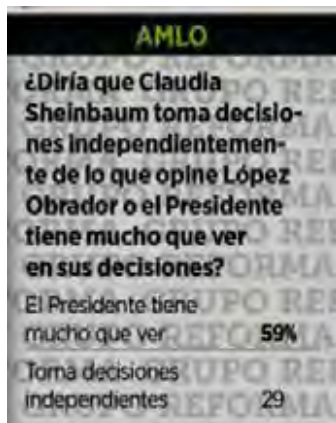 AMLO
¿Diría que Claudia
Sheinbaum toma decisio-
nes independientemen-
te de lo que opine López
Obrador o el Presidente
tiene mucho que ver
en sus decisiones?
El Presidente tiene
mucho que ver 59%
Toma decisiones
independientes 29